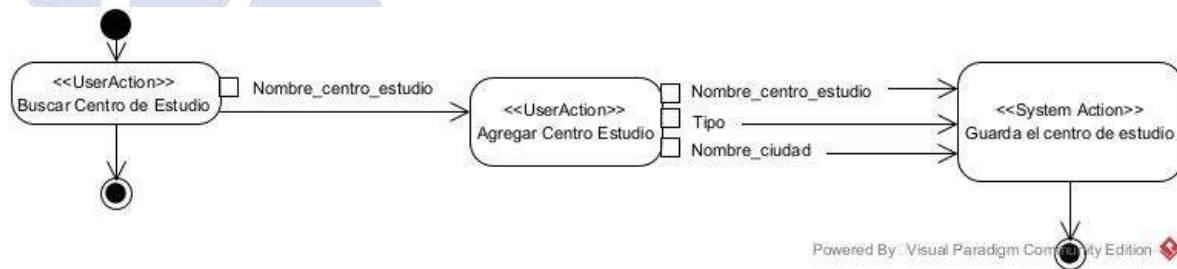 <<UserAction>>
Buscar Centro de Estudio
Nombre_centro_estudio
<<UserAction>>
Agregar Centro Estudio
Nombre_centro_estudio
Tipo
Nombre_ciudad
<<System Action>>
Guarda el centro de estudio
Powered By Visual Paradigm Community Edition